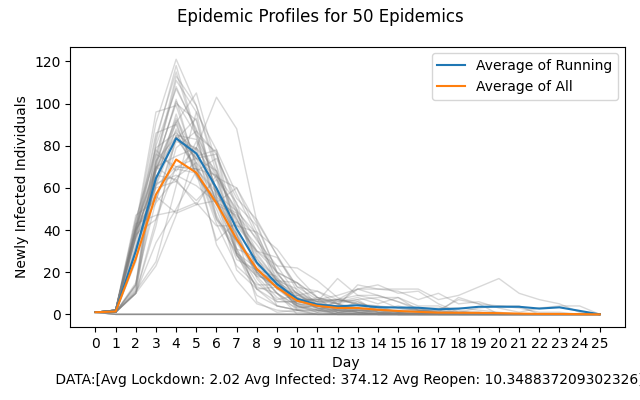 Epidemic Profiles for 50 Epidemics
120
100
80
60
40
20
0
Newly Infected Individuals
Average of Running
Average of All
0 1 2 3 4 5 6 7 8 9 10 11 12 13 14 15 16 17 18 19 20 21 22 23 24 25
Day
DATA:[Avg Lockdown: 2.02 Avg Infected: 374.12 Avg Reopen: 10.348837209302326]